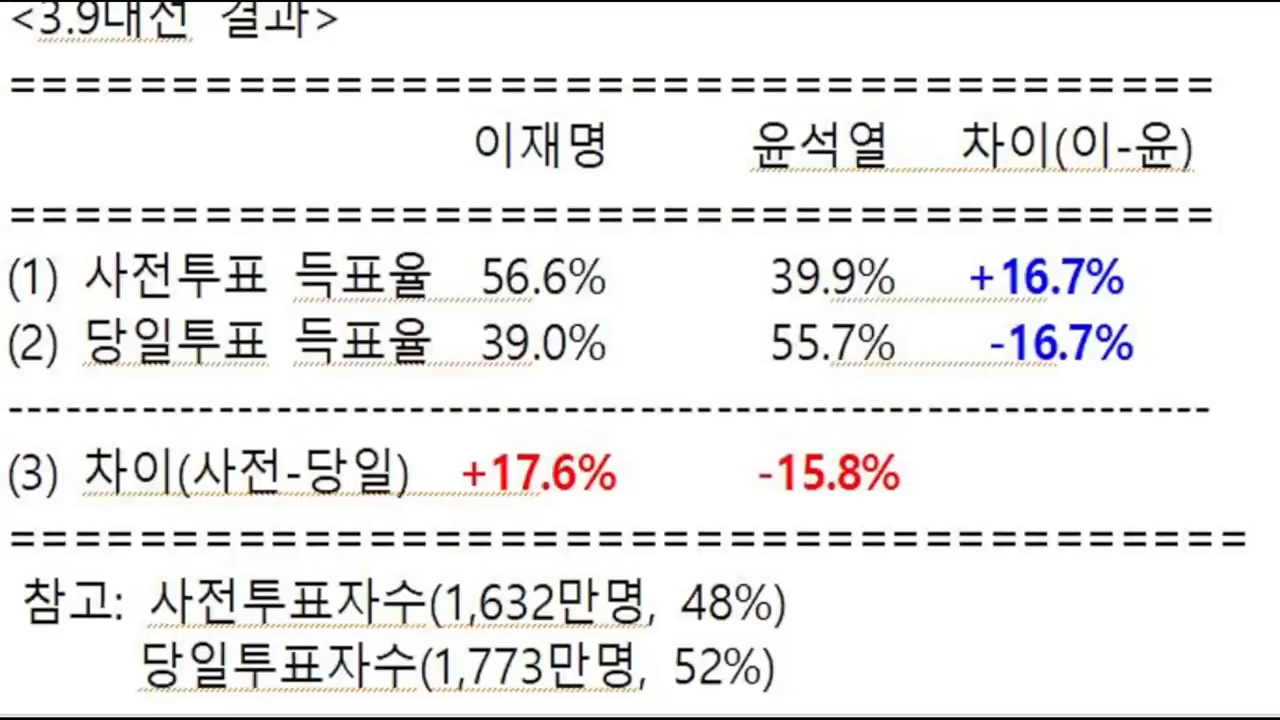 <3.9대선 결과>
=====================================
이재명 윤석열 차이(이-윤)
=====================================
(1) 사전투표 득표율 56.6% 39.9% +16.7%
(2) 당일투표 득표율 39.0% 55.7% -16.7%
----------------------------------------------------------------
(3) 차이(사전-당일) +17.6% -15.8%
======================================
참고: 사전투표자수(1,632만명, 48%)
당일투표자수(1,773만명, 52%)